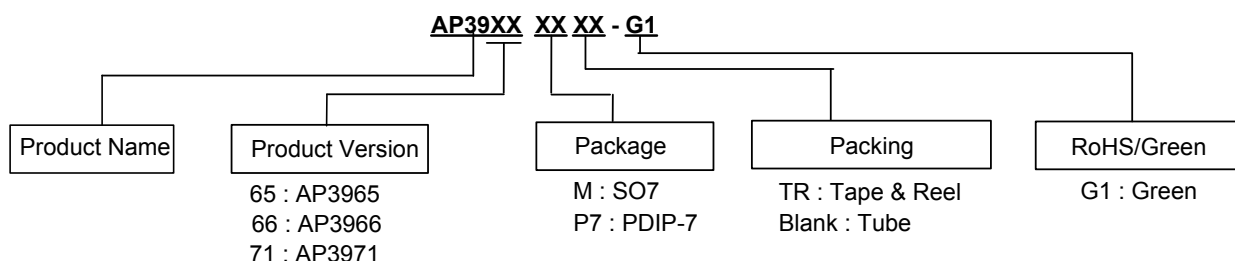 AP39XX XX XX - G1
Product Name
Product Version
Package
Packing
RoHS/Green
65 : AP3965
66 : AP3966
71 : AP3971
M : SO7
P7 : PDIP-7
TR : Tape & Reel
Blank : Tube
G1 : Green